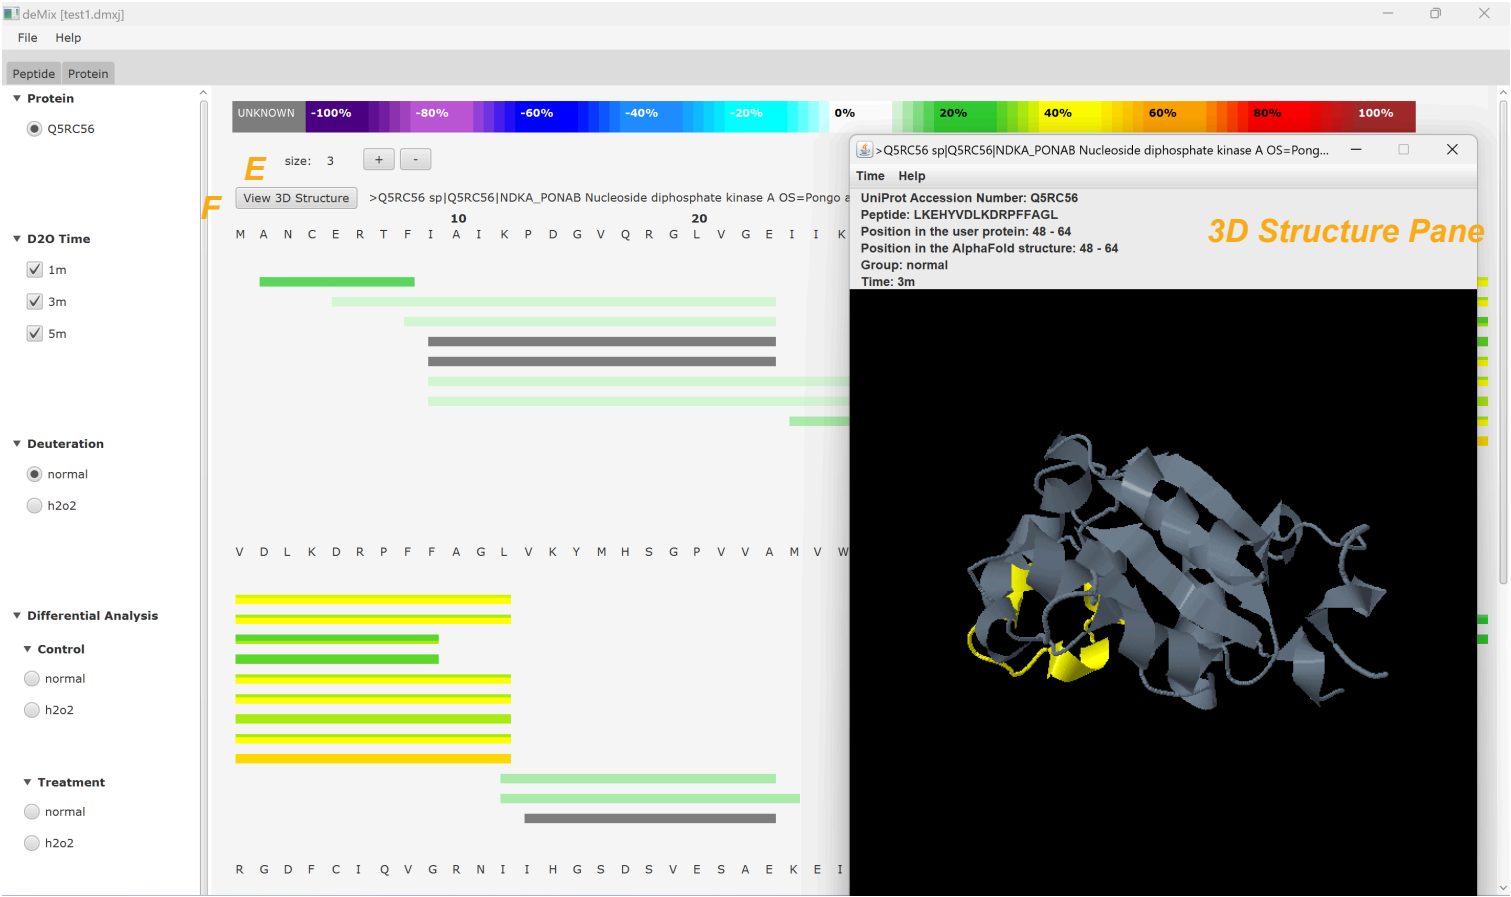 deMix [test1.dmxj]
File Help
Peptide Protein
Protein
Q5RC56
D2O Time
1m
3m
5m
Deuteration
normal
h2o2
Differential Analysis
Control
normal
h2o2
Treatment
normal
h2o2
UNKNOWN -100% -80% -60% -40% -20% 0% 20% 40% 60% 80% 100%
E size: 3 + -
F View 3D Structure >Q5RC56 sp|Q5RC56|NDKA_PONAB Nucleoside diphosphate kinase A OS=Pongo a
10 20
M A N C E R T F I A I K P D G V Q R G L V G E I I K
V D L K D R P F F A G L V K Y M H S G P V V A M V W
R G D F C I Q V G R N I I H G S D S V E S A E K E I
>Q5RC56 sp|Q5RC56|NDKA_PONAB Nucleoside diphosphate kinase A OS=Pong...
Time Help
UniProt Accession Number: Q5RC56
Peptide: LKEHYVDLKDRPFFAGL
Position in the user protein: 48 - 64
Position in the AlphaFold structure: 48 - 64
Group: normal
Time: 3m
3D Structure Pane